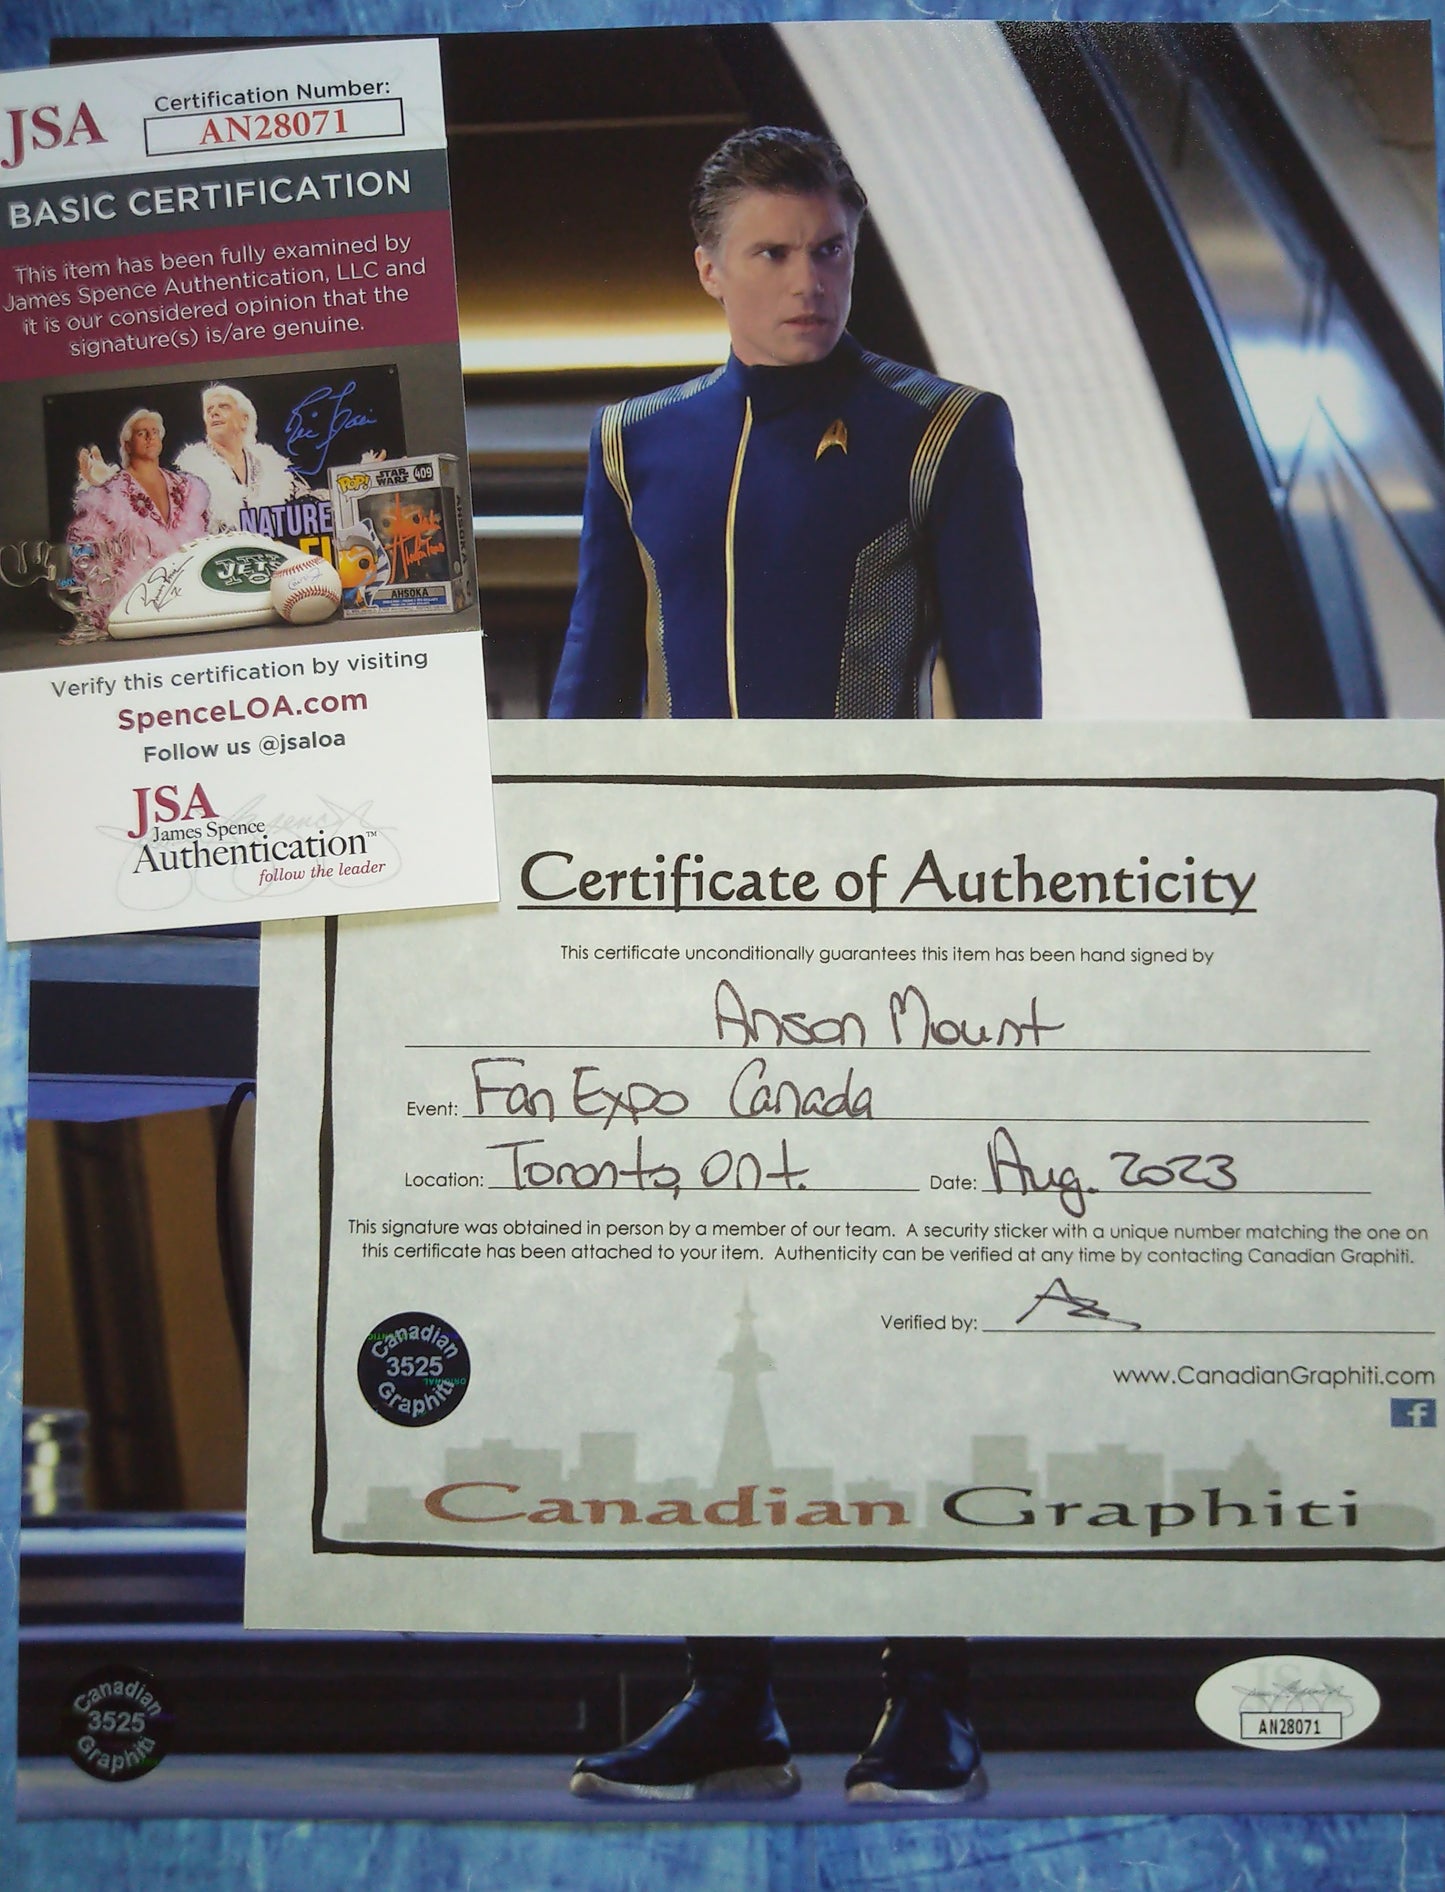 JSA
Certification Number:
AN28071
BASIC CERTIFICATION
This item has been fully examined by
James Spence Authentication, LLC and
it is our considered opinion that the
signature(s) is/are genuine.
NATURE
POP!
STAR
WARS
409
AHSOKA
AHSOKA
JETS
Verify this certification by visiting
SpenceLOA.com
Follow us @jsaloa
JSA
James Spence
Authentication™
follow the leader
Certificate of Authenticity
This certificate unconditionally guarantees this item has been hand signed by
Anson Mount
Event: Fan Expo Canada
Location: Toronto, Ont. Date: Aug. 2023
This signature was obtained in person by a member of our team. A security sticker with a unique number matching the one on
this certificate has been attached to your item. Authenticity can be verified at any time by contacting Canadian Graphiti.
Verified by:
www.CanadianGraphiti.com
f
Canadian
3525
Graphiti
Canadian Graphiti
Canadian
3525
Graphiti
JSA
AN28071